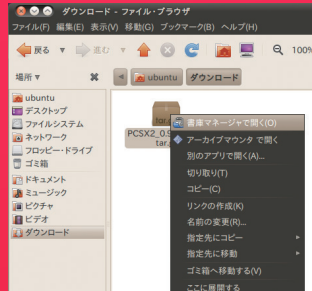 ダウンロード - ファイル・ブラウザ
ファイル(F) 編集(E) 表示(V) 移動(G) ブックマーク(B) ヘルプ(H)
戻る 進む 100%
場所 ubuntu ダウンロード
ubuntu
デスクトップ
ファイルシステム
ネットワーク
フロッピー・ドライブ
ゴミ箱
ドキュメント
ミュージック
ピクチャ
ビデオ
ダウンロード
tar.
PCSX2_0.9
tar.
書庫マネージャで開く(O)
アーカイブマウンタ で開く
別のアプリで開く(A)...
切り取り(T)
コピー(C)
リンクの作成(K)
名前の変更(R)...
指定先にコピー
指定先に移動
ゴミ箱へ移動する(V)
ここに展開する